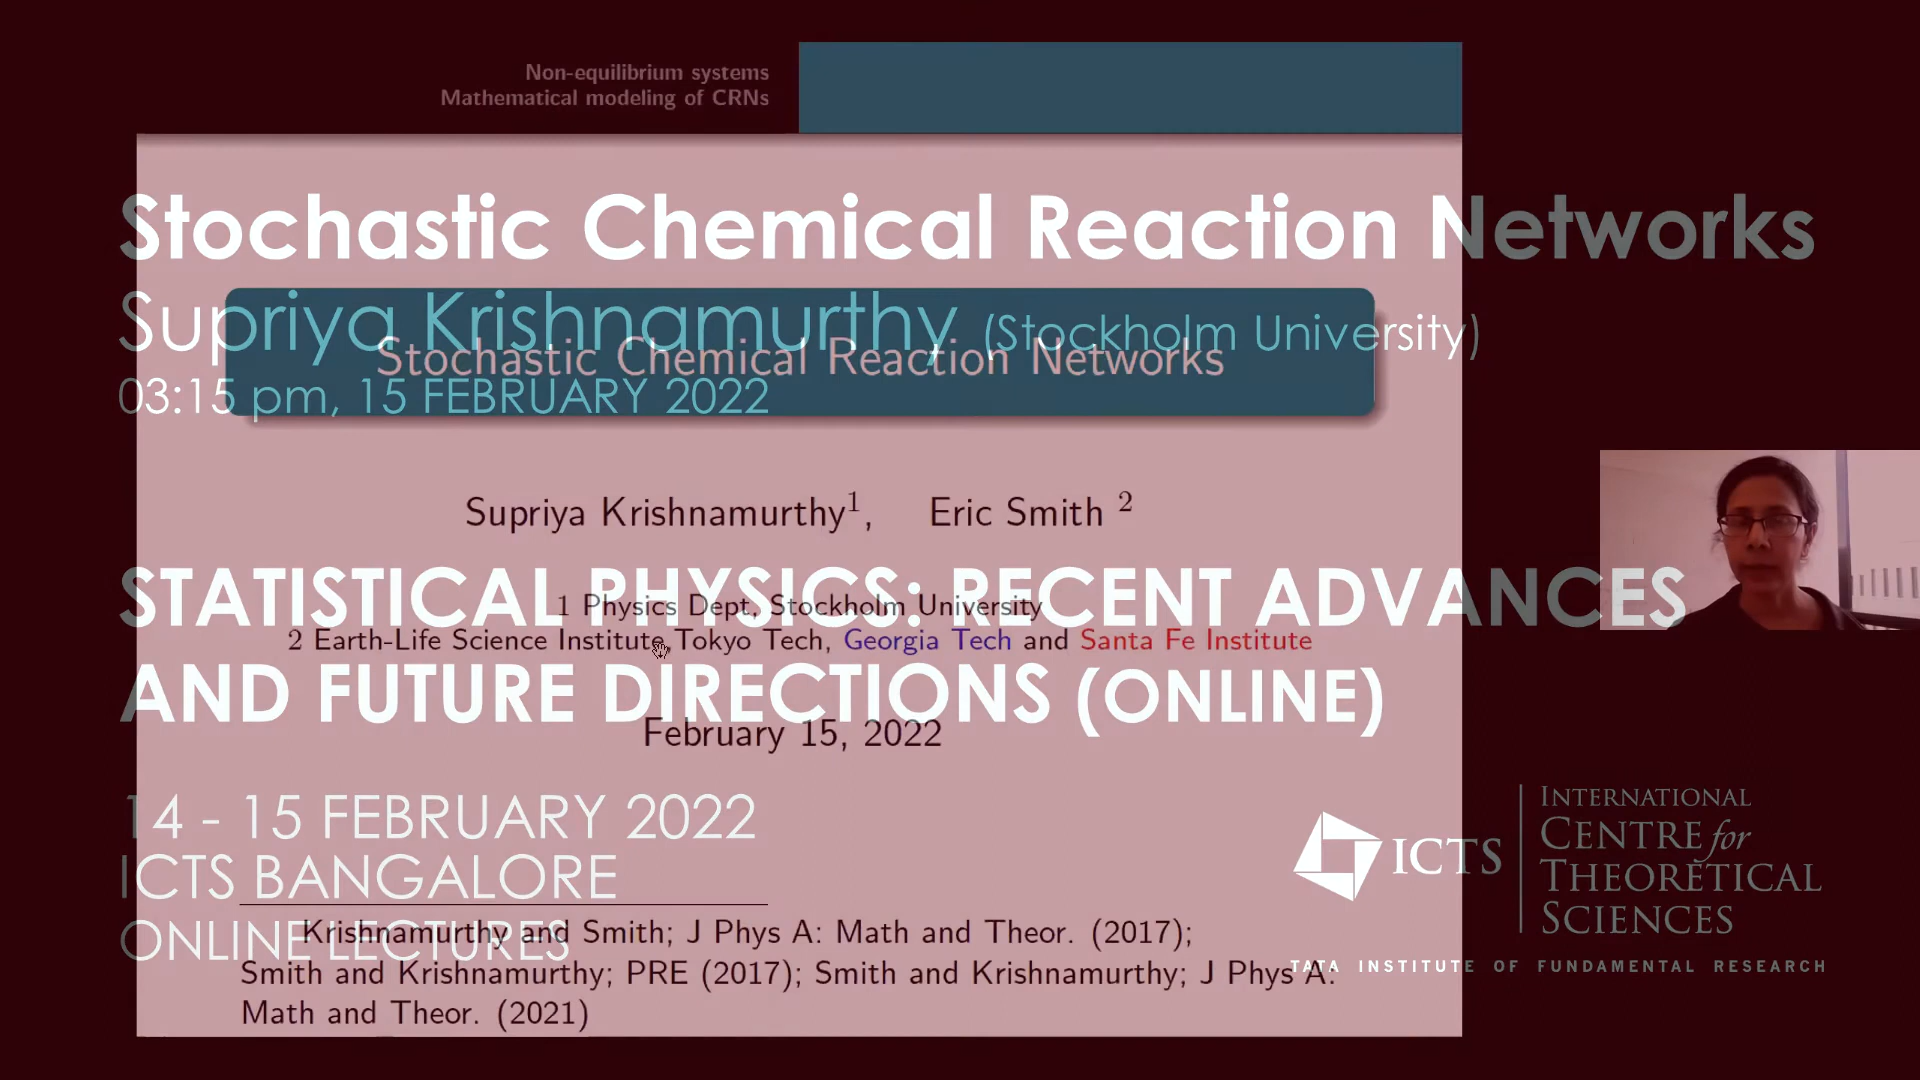 Non-equilibrium systems
Mathematical modeling of CRNs
Stochastic Chemical Reaction Networks
Supriya Krishnamurthy (Stockholm University)
Stochastic Chemical Reaction Networks
03:15 pm, 15 FEBRUARY 2022
Supriya Krishnamurthy1, Eric Smith 2
STATISTICAL PHYSICS: RECENT ADVANCES
1 Physics Dept, Stockholm University
2 Earth-Life Science Institute, Tokyo Tech, Georgia Tech and Santa Fe Institute
AND FUTURE DIRECTIONS (ONLINE)
February 15, 2022
14 - 15 FEBRUARY 2022
ICTS BANGALORE
ONLINE LECTURES
Krishnamurthy and Smith; J Phys A: Math and Theor. (2017);
Smith and Krishnamurthy; PRE (2017); Smith and Krishnamurthy; J Phys A:
Math and Theor. (2021)
ICTS
INTERNATIONAL
CENTRE for
THEORETICAL
SCIENCES
TATA INSTITUTE OF FUNDAMENTAL RESEARCH